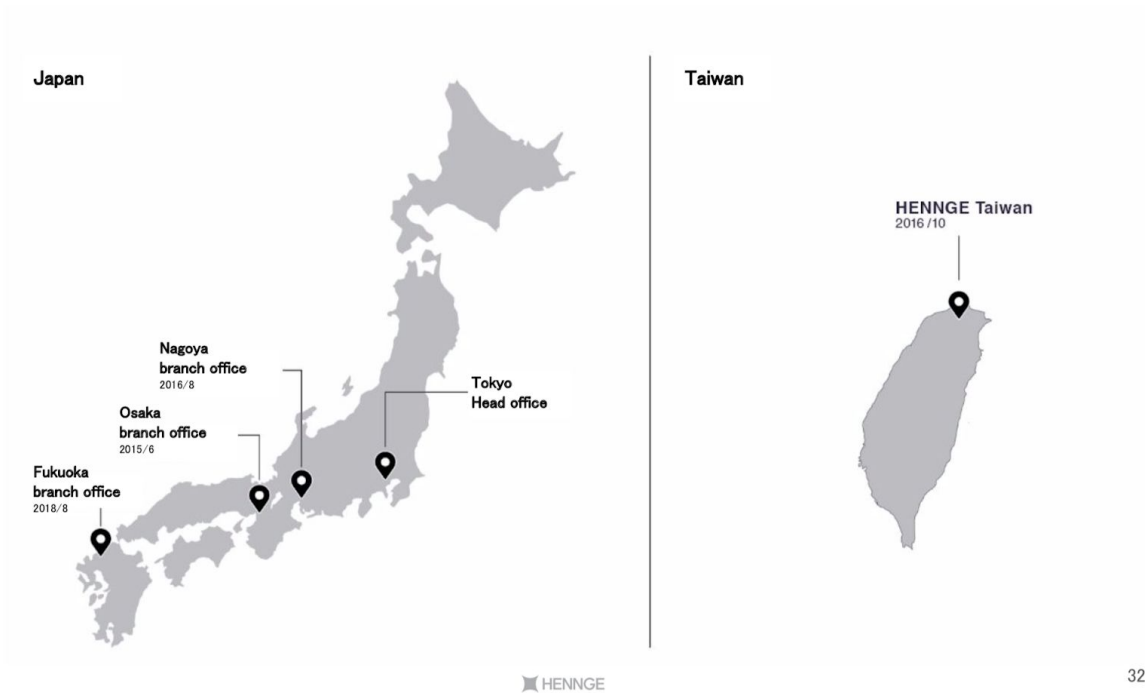 Japan
Nagoya
branch office
2016/8
Osaka
branch office
2015/6
Fukuoka
branch office
2018/8
Tokyo
Head office
Taiwan
HENNGE Taiwan
2016/10
HENNGE
32